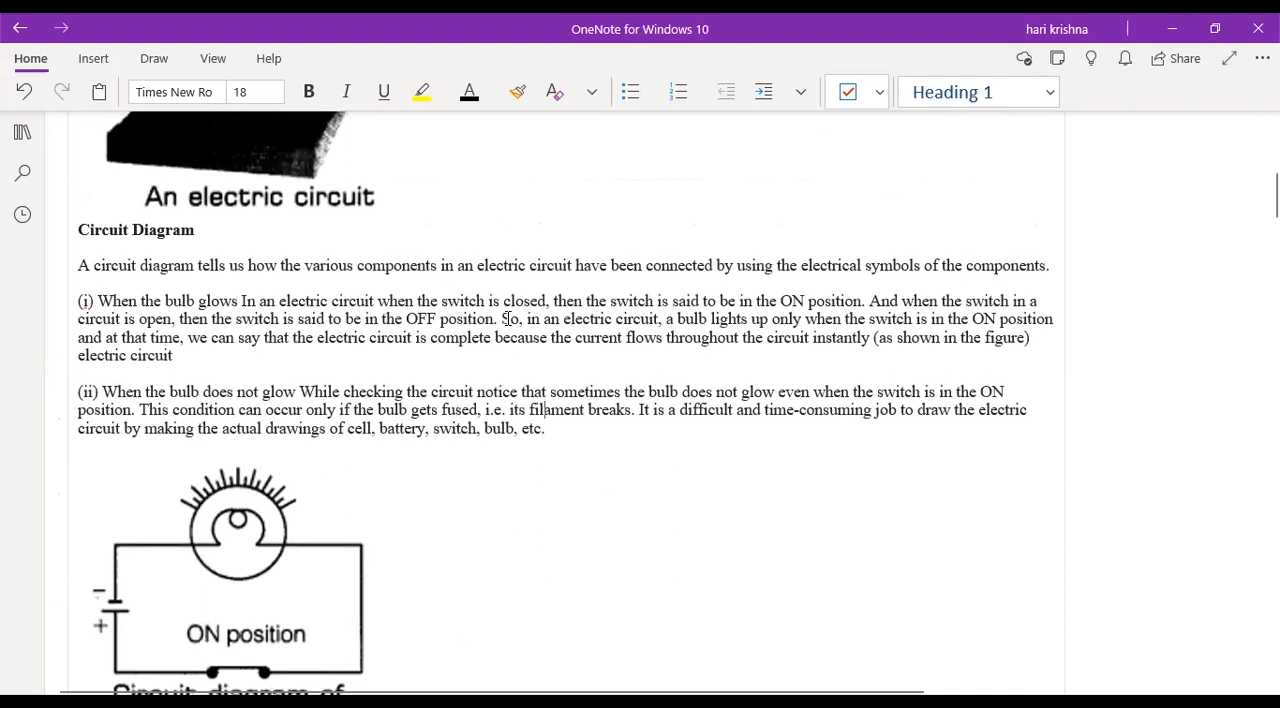 OneNote for Windows 10
hari krishna
Home Insert Draw View Help
Share
Times New Ro 18 B I U A A Heading 1
An electric circuit
Circuit Diagram
A circuit diagram tells us how the various components in an electric circuit have been connected by using the electrical symbols of the components.
(i) When the bulb glows In an electric circuit when the switch is closed, then the switch is said to be in the ON position. And when the switch in a
circuit is open, then the switch is said to be in the OFF position. So, in an electric circuit, a bulb lights up only when the switch is in the ON position
and at that time, we can say that the electric circuit is complete because the current flows throughout the circuit instantly (as shown in the figure)
electric circuit
(ii) When the bulb does not glow While checking the circuit notice that sometimes the bulb does not glow even when the switch is in the ON
position. This condition can occur only if the bulb gets fused, i.e. its filament breaks. It is a difficult and time-consuming job to draw the electric
circuit by making the actual drawings of cell, battery, switch, bulb, etc.
−
+
ON position
Circuit diagram of